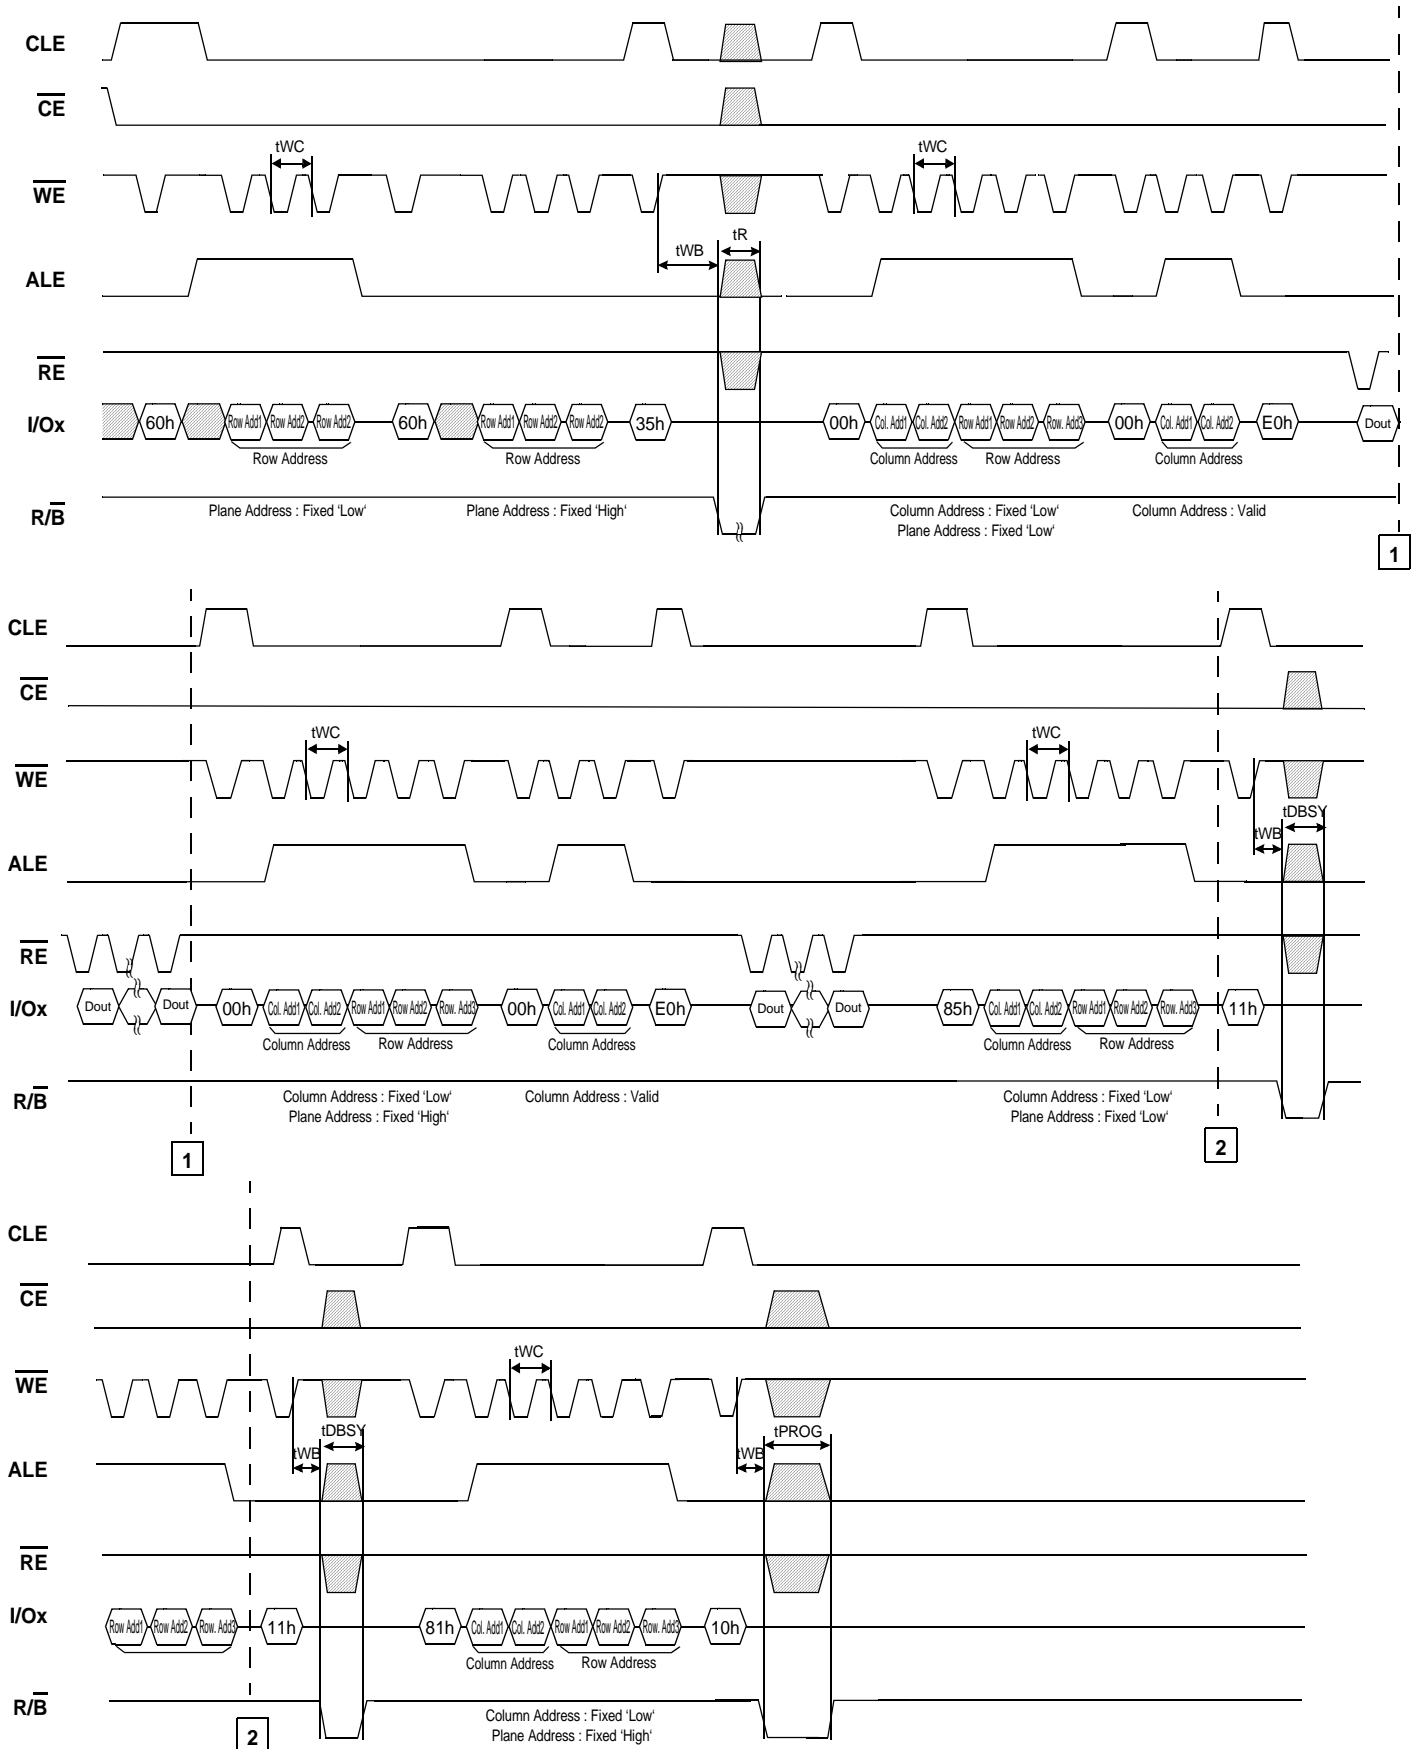 CLE
CE
tWC tWC
WE
tWB tR
ALE
RE
I/Ox 60h Row Add1 Row Add2 Row Add2 60h Row Add1 Row Add2 Row Add2 35h 00h Col. Add1 Col. Add2 Row Add1 Row Add2 Row. Add3 00h Col. Add1 Col. Add2 E0h Dout
Row Address Row Address Column Address Row Address Column Address
R/B Plane Address : Fixed ‘Low‘ Plane Address : Fixed ‘High‘ Column Address : Fixed ‘Low‘ Column Address : Valid
Plane Address : Fixed ‘Low‘
1
CLE
CE
tWC tWC
WE
tWB tDBSY
ALE
RE
I/Ox Dout Dout 00h Col. Add1 Col. Add2 Row Add1 Row Add2 Row. Add3 00h Col. Add1 Col. Add2 E0h Dout Dout 85h Col. Add1 Col. Add2 Row Add1 Row Add2 Row. Add3 11h
Column Address Row Address Column Address Column Address Row Address
R/B Column Address : Fixed ‘Low‘ Column Address : Valid Column Address : Fixed ‘Low‘
Plane Address : Fixed ‘High‘ Plane Address : Fixed ‘Low‘
1 2
CLE
CE
tWC
WE
tWB tDBSY tWB tPROG
ALE
RE
I/Ox Row Add1 Row Add2 Row. Add3 11h 81h Col. Add1 Col. Add2 Row Add1 Row Add2 Row. Add3 10h
Column Address Row Address
R/B Column Address : Fixed ‘Low‘
Plane Address : Fixed ‘High‘
2